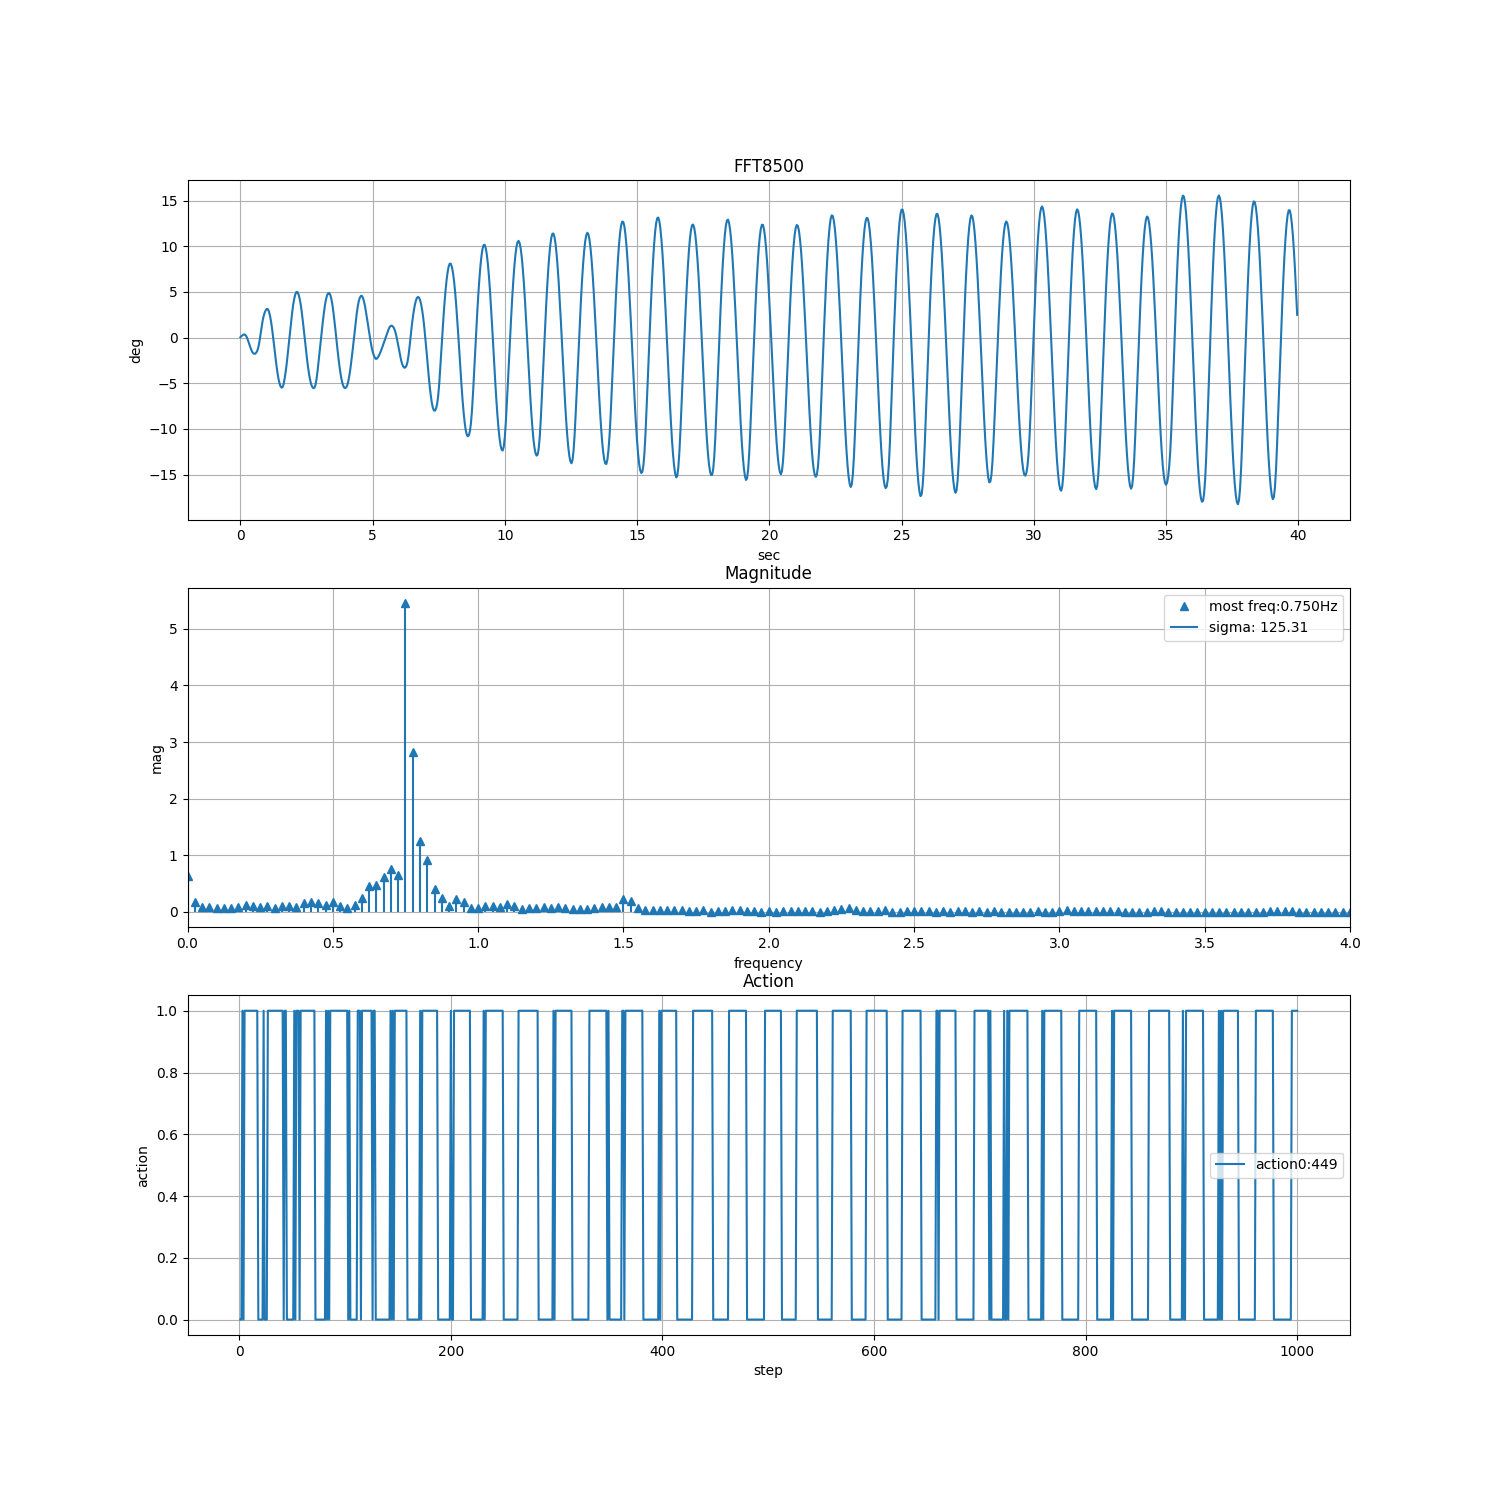 FFT8500
15
10
5
0
−5
−10
−15
deg
0 5 10 15 20 25 30 35 40
sec
Magnitude
most freq:0.750Hz
sigma: 125.31
5
4
3
2
1
0
mag
0.0 0.5 1.0 1.5 2.0 2.5 3.0 3.5 4.0
frequency
Action
1.0
0.8
0.6
0.4
0.2
0.0
action
action0:449
0 200 400 600 800 1000
step